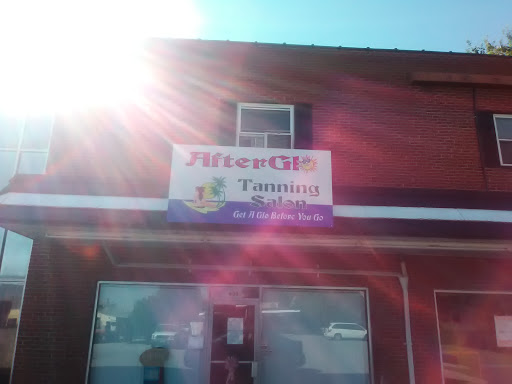 AfterGlo
Tanning
Salon
Get A Glo Before You Go